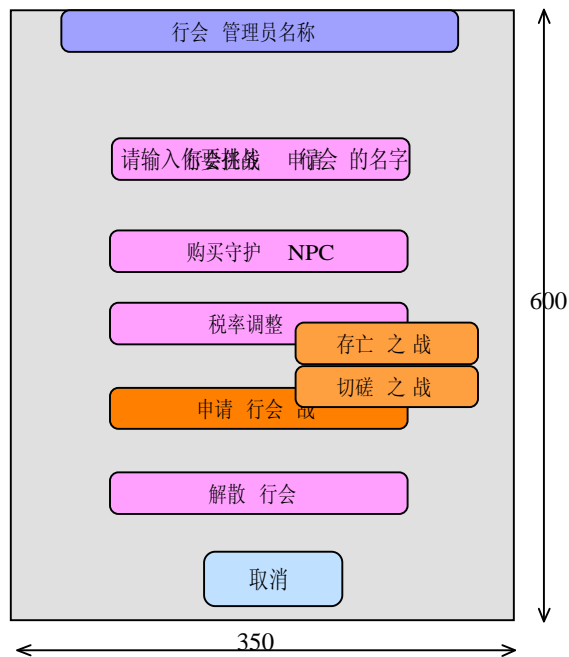 行会 管理员名称
请输入你要挑战 行会 的名字
申请
购买守护 NPC
税率调整
存亡 之 战
切磋 之 战
申请 行会 战
解散 行会
取消
600
350